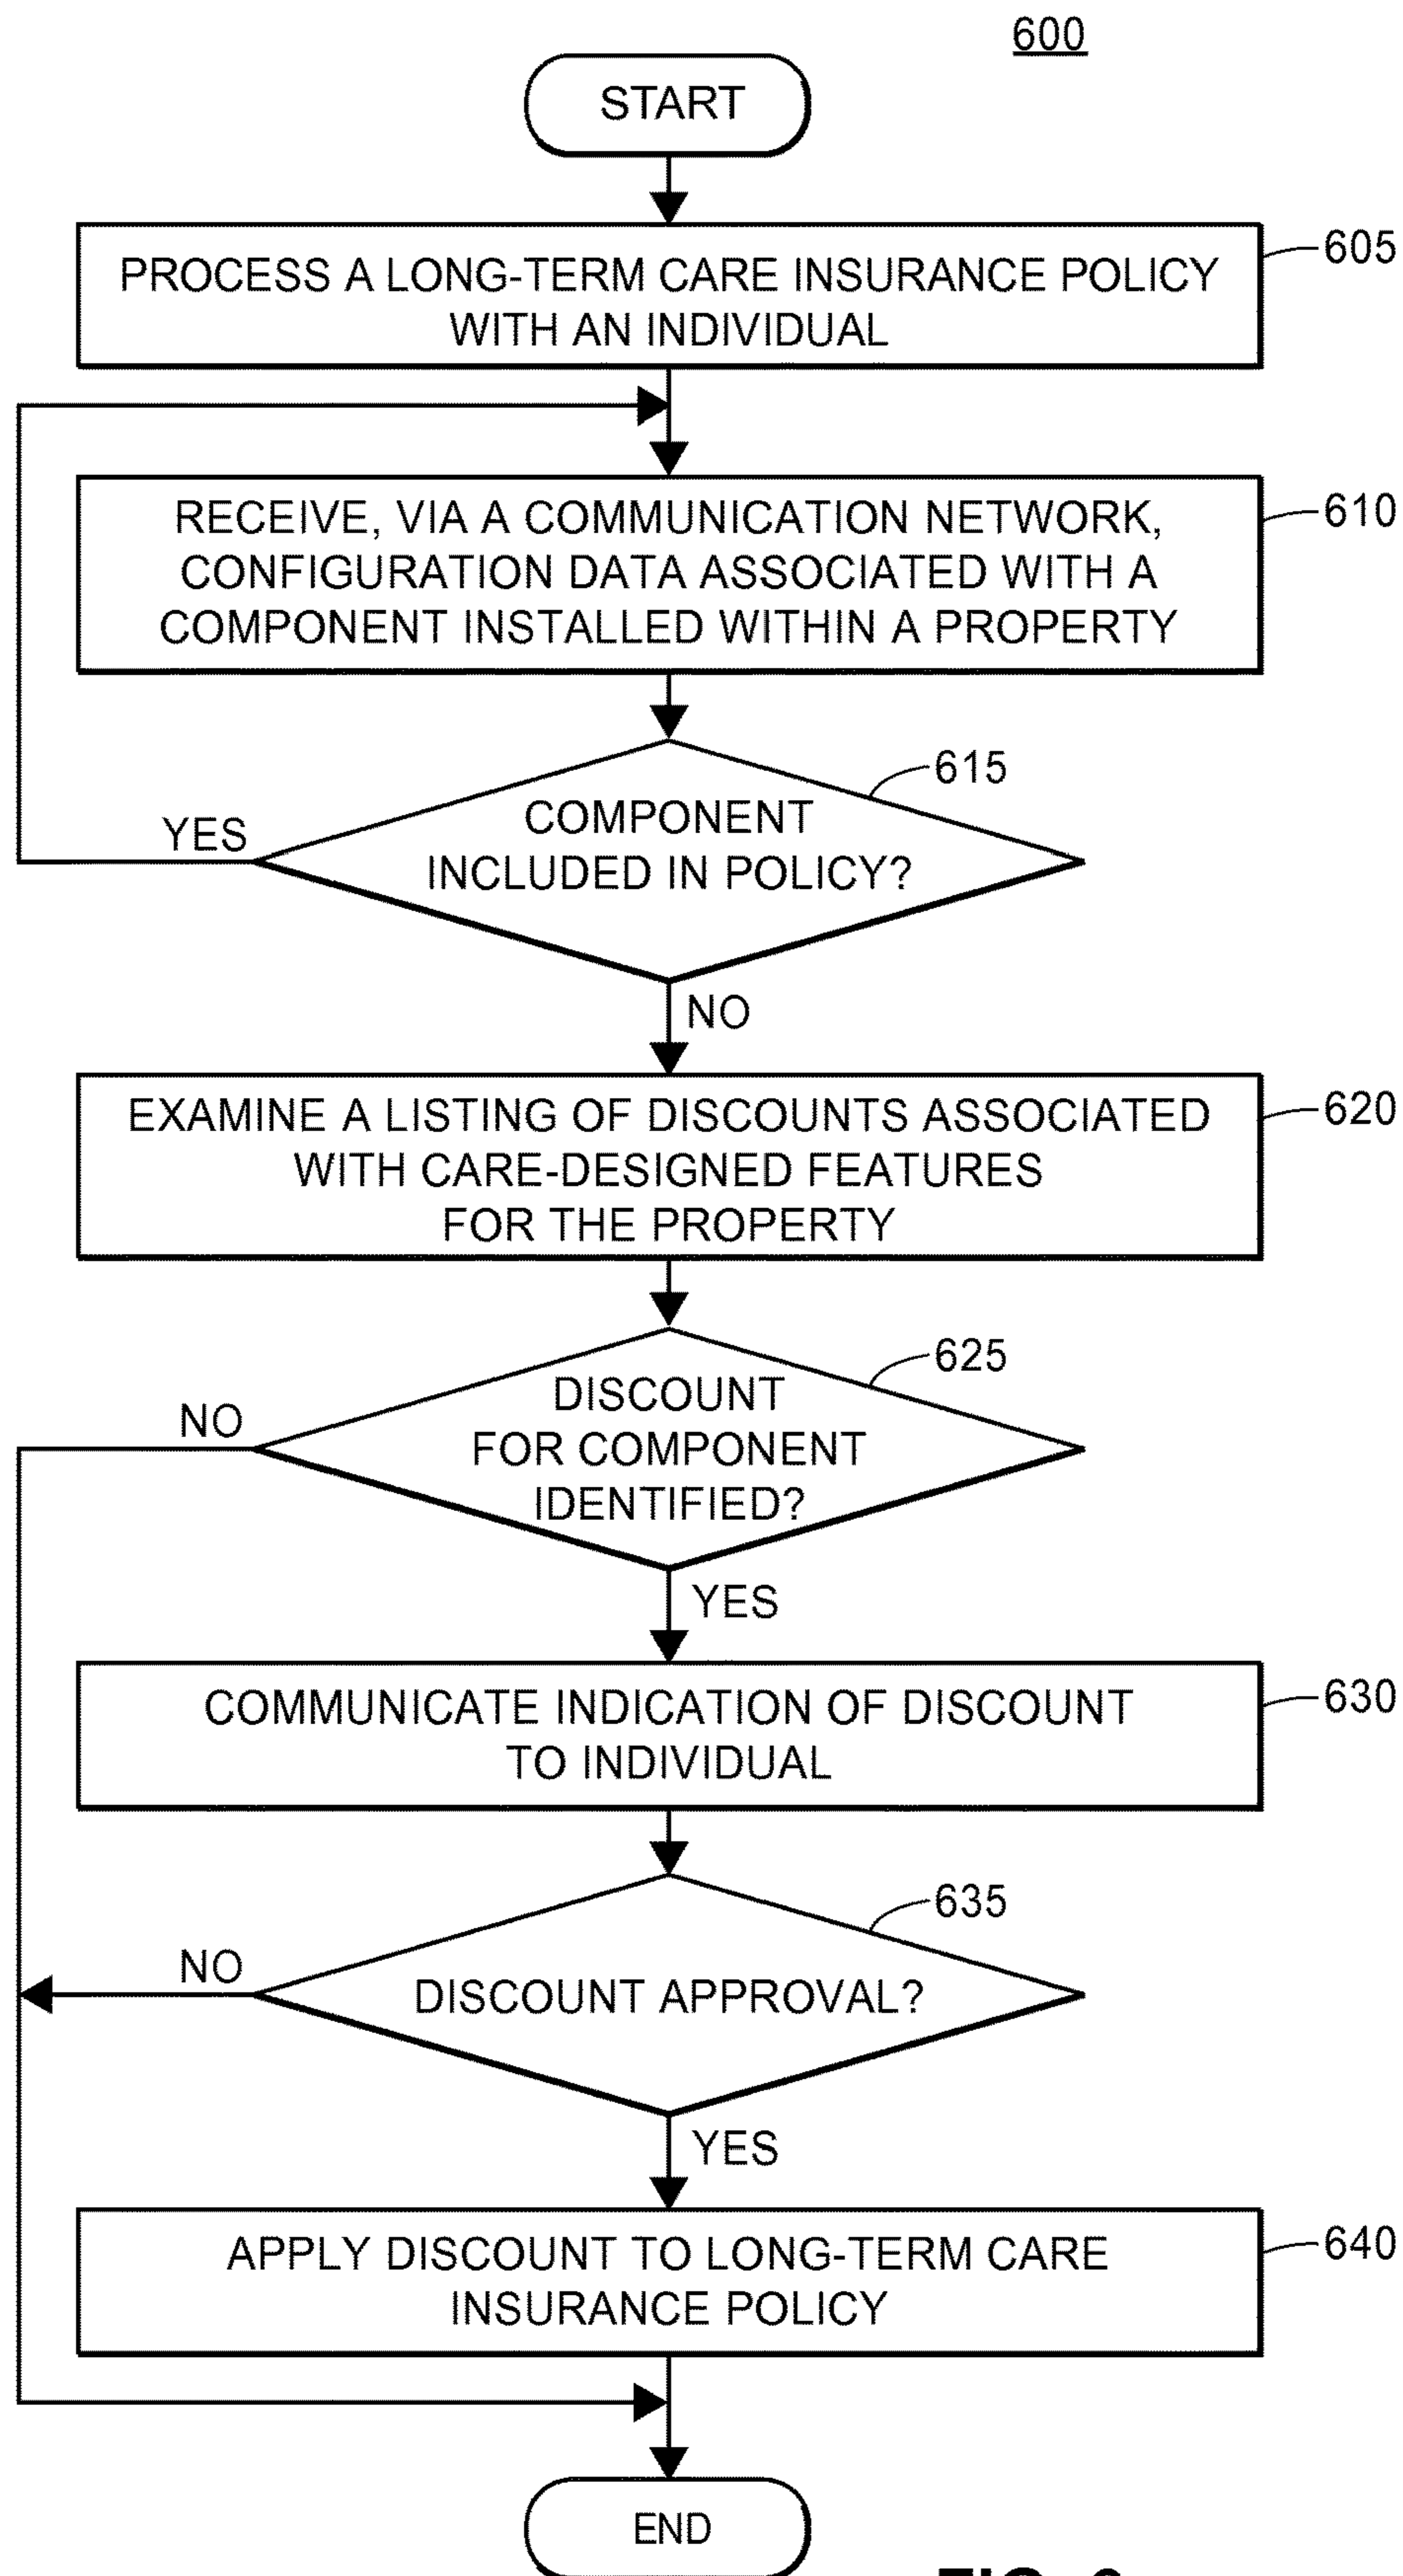 600
START
PROCESS A LONG-TERM CARE INSURANCE POLICY
WITH AN INDIVIDUAL
605
RECEIVE, VIA A COMMUNICATION NETWORK,
CONFIGURATION DATA ASSOCIATED WITH A
COMPONENT INSTALLED WITHIN A PROPERTY
610
615
COMPONENT
INCLUDED IN POLICY?
YES
NO
EXAMINE A LISTING OF DISCOUNTS ASSOCIATED
WITH CARE-DESIGNED FEATURES
FOR THE PROPERTY
620
625
DISCOUNT
FOR COMPONENT
IDENTIFIED?
NO
YES
COMMUNICATE INDICATION OF DISCOUNT
TO INDIVIDUAL
630
635
DISCOUNT APPROVAL?
NO
YES
APPLY DISCOUNT TO LONG-TERM CARE
INSURANCE POLICY
640
END